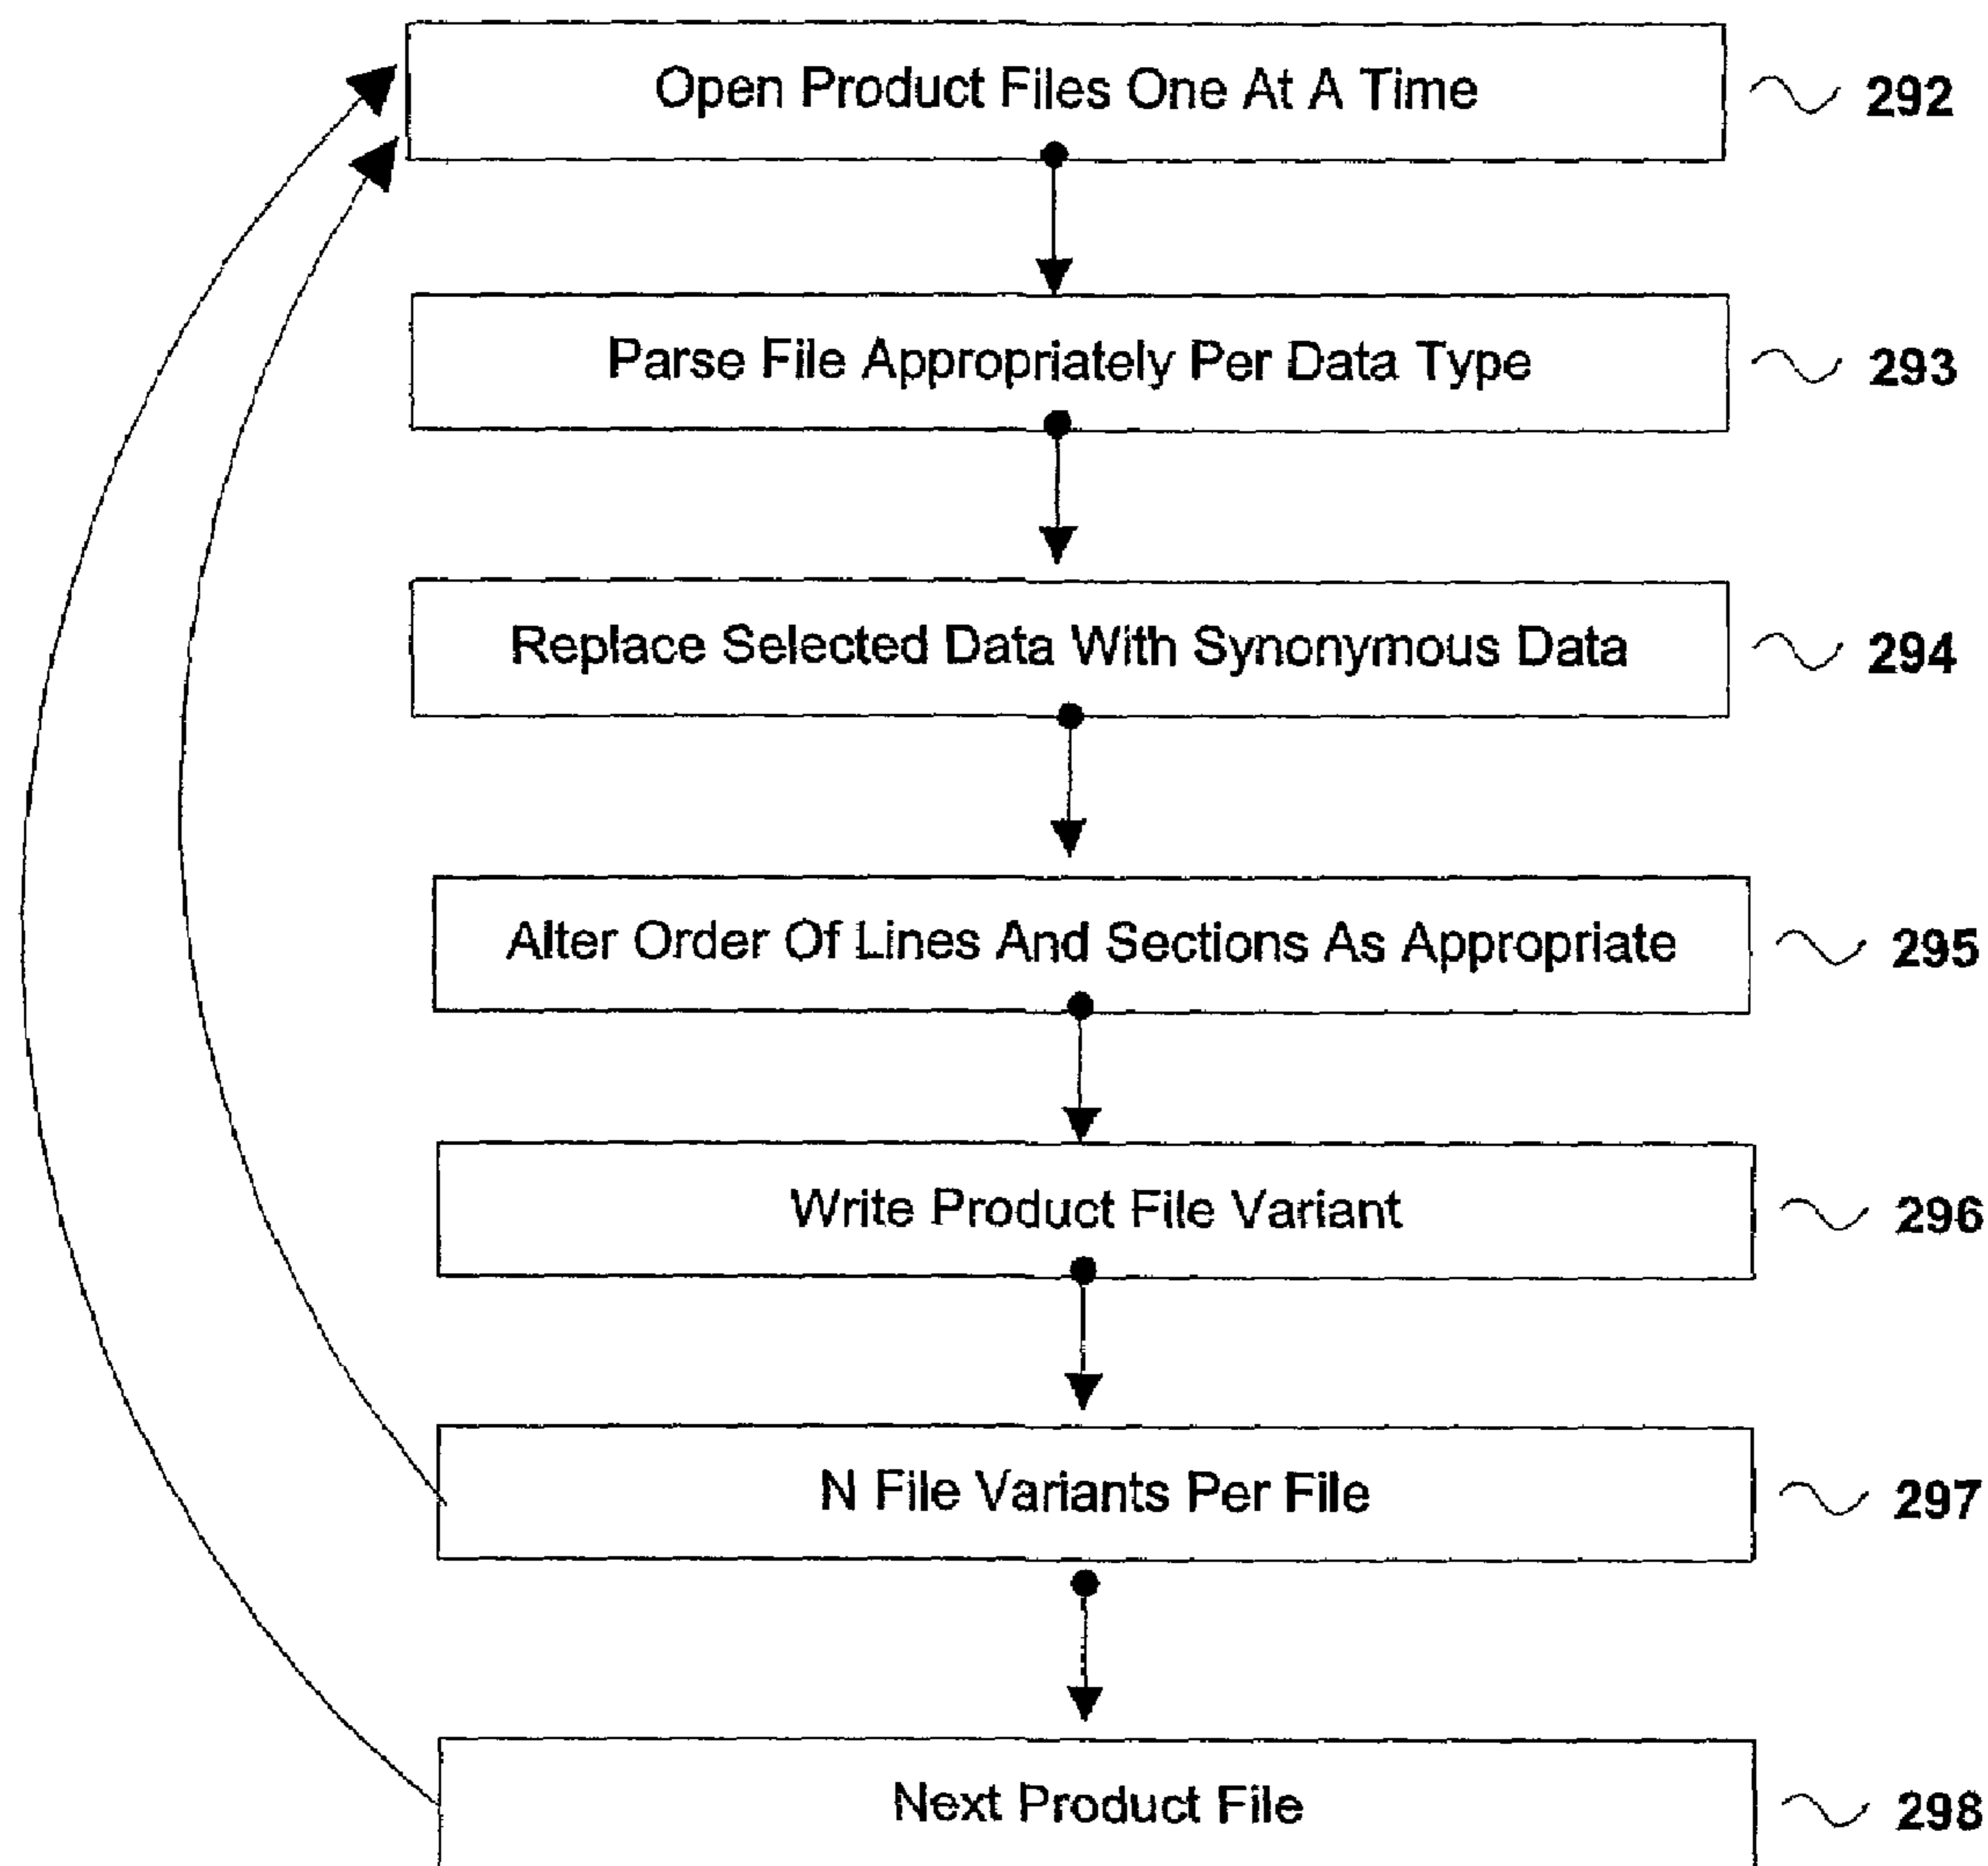 Open Product Files One At A Time 292
Parse File Appropriately Per Data Type 293
Replace Selected Data With Synonymous Data 294
Alter Order Of Lines And Sections As Appropriate 295
Write Product File Variant 296
N File Variants Per File 297
Next Product File 298